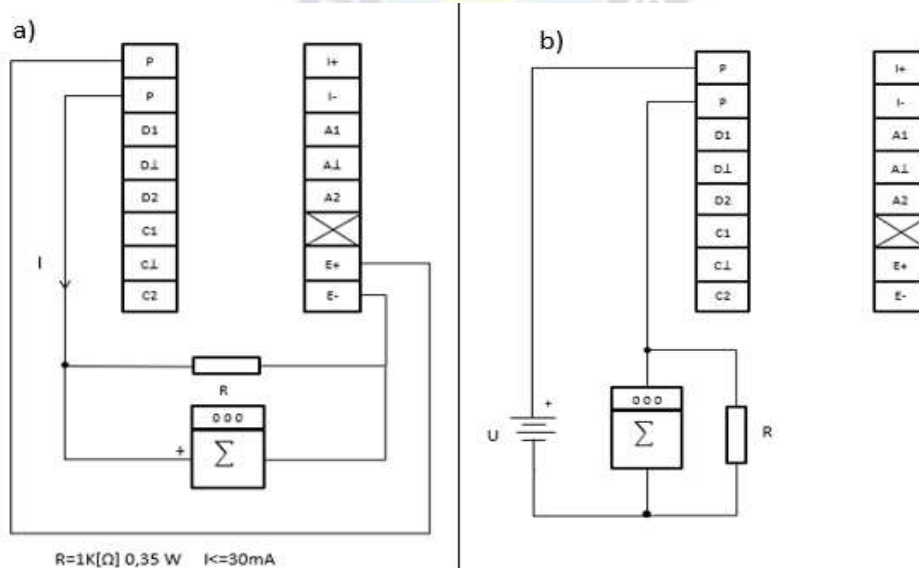 a)
P
P
D1
D⊥
D2
C1
C⊥
C2
I+
I-
A1
A⊥
A2
E+
E-
I
R
000
+
Σ
R=1K[Ω] 0,35 W I<=30mA
b)
P
P
D1
D⊥
D2
C1
C⊥
C2
I+
I-
A1
A⊥
A2
E+
E-
+
U
000
Σ
R